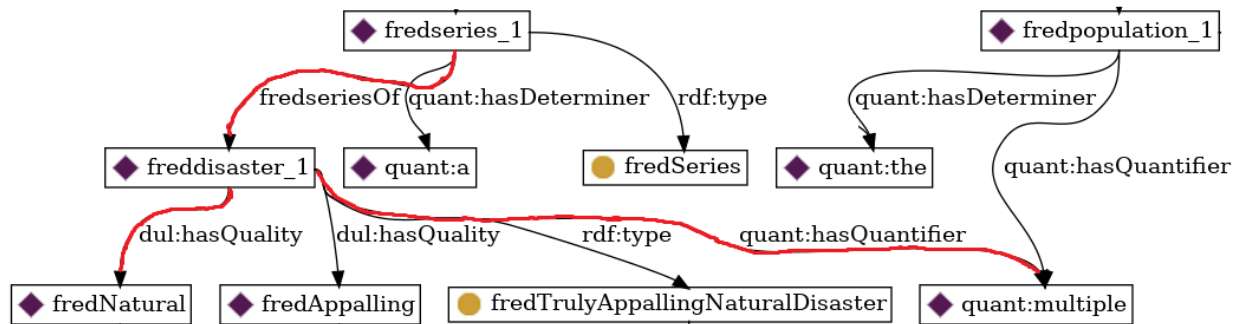 fredseries_1 fredpopulation_1
fredseriesOf quant:hasDeterminer rdf:type quant:hasDeterminer
freddisaster_1 quant:a fredSeries quant:the quant:hasQuantifier
dul:hasQuality dul:hasQuality rdf:type quant:hasQuantifier
fredNatural fredAppalling fredTrulyAppallingNaturalDisaster quant:multiple